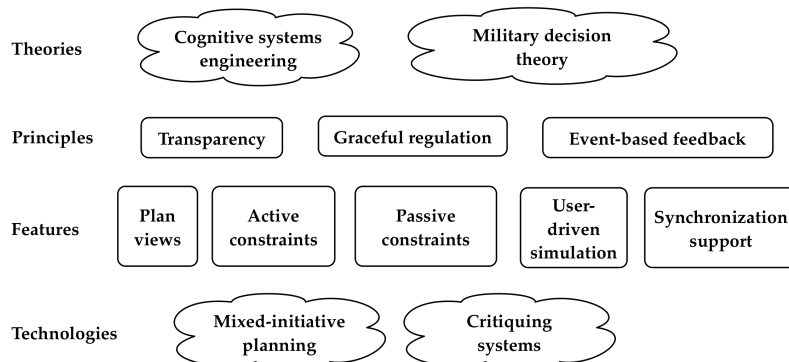 Theories
Cognitive systems
engineering
Military decision
theory
Principles
Transparency
Graceful regulation
Event-based feedback
Features
Plan
views
Active
constraints
Passive
constraints
User-
driven
simulation
Synchronization
support
Technologies
Mixed-initiative
planning
Critiquing
systems